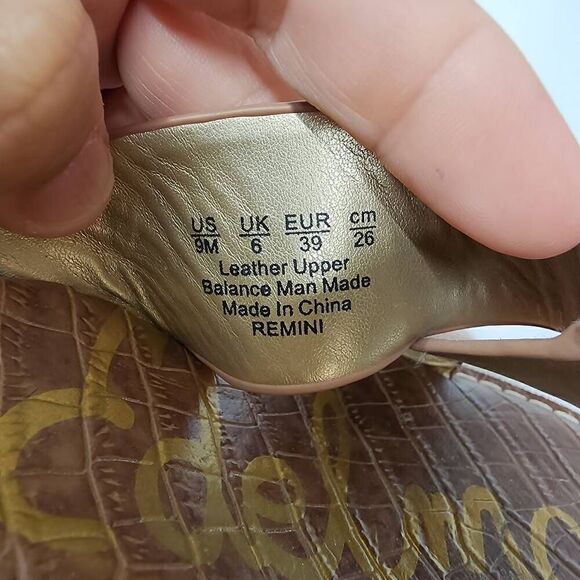 US UK EUR cm
9M 6 39 26
Leather Upper
Balance Man Made
Made In China
REMINI